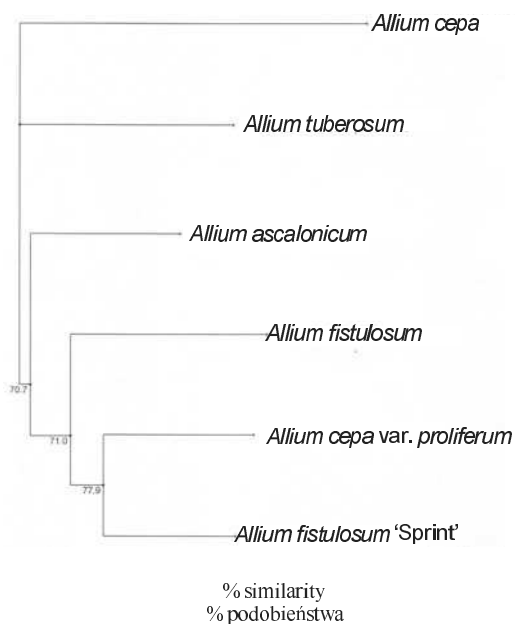 Allium cepa
Allium tuberosum
Allium ascalonicum
Allium fistulosum
70.7
71.0
Allium cepa var. proliferum
77.9
Allium fistulosum 'Sprint'
% similarity
% podobieństwa